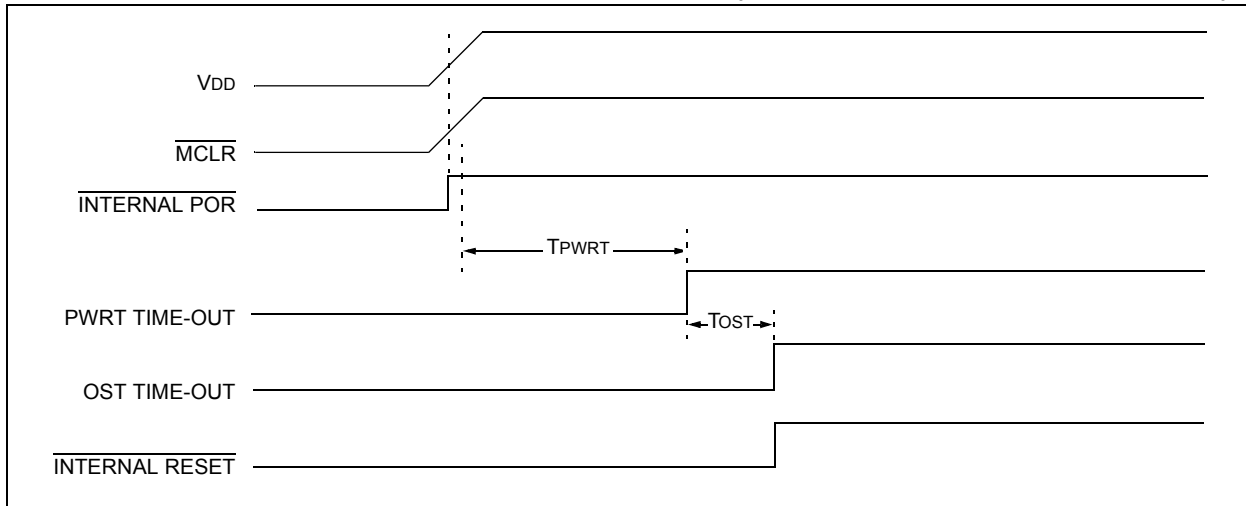 VDD
MCLR
INTERNAL POR
TPWRT
PWRT TIME-OUT
TOST
OST TIME-OUT
INTERNAL RESET